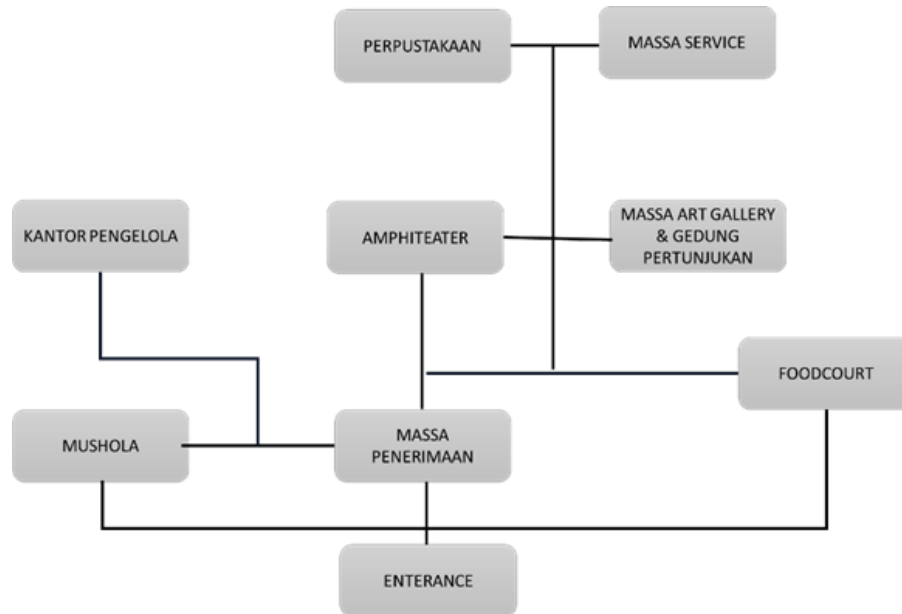 PERPUSTAKAAN
MASSA SERVICE
KANTOR PENGELOLA
AMPHITEATER
MASSA ART GALLERY
& GEDUNG
PERTUNJUKAN
FOODCOURT
MUSHOLA
MASSA
PENERIMAAN
ENTERANCE